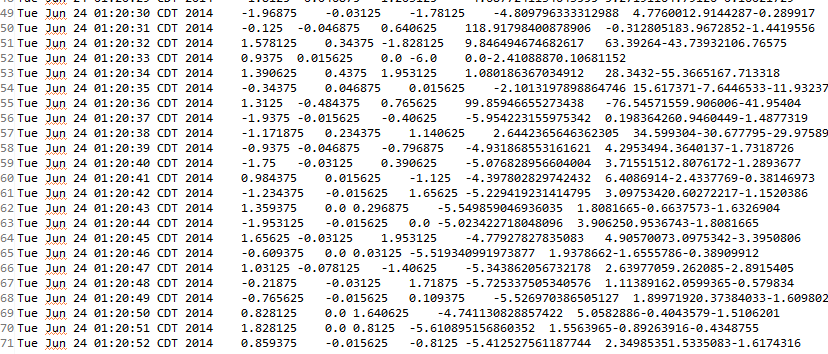 49 Tue Jun 24 01:20:30 CDT 2014 -1.96875 -0.03125 -1.78125 -4.809796333312988 4.7760012.9144287-0.289917
50 Tue Jun 24 01:20:31 CDT 2014 -0.125 -0.046875 0.640625 118.91798400878906 -0.312805183.9672852-1.4419556
51 Tue Jun 24 01:20:32 CDT 2014 1.578125 0.34375 -1.828125 9.846494674682617 63.39264-43.73932106.76575
52 Tue Jun 24 01:20:33 CDT 2014 0.9375 0.015625 0.0 -6.0 0.0-2.41088870.10681152
53 Tue Jun 24 01:20:34 CDT 2014 1.390625 0.4375 1.953125 1.080186367034912 28.3432-55.3665167.713318
54 Tue Jun 24 01:20:35 CDT 2014 -0.34375 0.046875 0.015625 -2.1013197898864746 15.617371-7.6446533-11.93237
55 Tue Jun 24 01:20:36 CDT 2014 1.3125 -0.484375 0.765625 99.85946655273438 -76.54571559.906006-41.95404
56 Tue Jun 24 01:20:37 CDT 2014 -1.9375 -0.015625 -0.40625 -5.954223155975342 0.198364260.9460449-1.4877319
57 Tue Jun 24 01:20:38 CDT 2014 -1.171875 0.234375 1.140625 2.6442365646362305 34.599304-30.677795-29.97589
58 Tue Jun 24 01:20:39 CDT 2014 -0.9375 -0.046875 -0.796875 -4.931868553161621 4.2953494.3640137-1.7318726
59 Tue Jun 24 01:20:40 CDT 2014 -1.75 -0.03125 0.390625 -5.076828956604004 3.71551512.8076172-1.2893677
60 Tue Jun 24 01:20:41 CDT 2014 0.984375 0.015625 -1.125 -4.397802829742432 6.4086914-2.4337769-0.38146973
61 Tue Jun 24 01:20:42 CDT 2014 -1.234375 -0.015625 1.65625 -5.229419231414795 3.09753420.60272217-1.1520386
62 Tue Jun 24 01:20:43 CDT 2014 1.359375 0.0 0.296875 -5.549859046936035 1.8081665-0.6637573-1.6326904
63 Tue Jun 24 01:20:44 CDT 2014 -1.953125 -0.015625 0.0 -5.023422718048096 3.906250.9536743-1.8081665
64 Tue Jun 24 01:20:45 CDT 2014 1.65625 -0.03125 1.953125 -4.77927827835083 4.90570073.0975342-3.3950806
65 Tue Jun 24 01:20:46 CDT 2014 -0.609375 0.0 0.03125 -5.519340991973877 1.9378662-1.6555786-0.38909912
66 Tue Jun 24 01:20:47 CDT 2014 1.03125 -0.078125 -1.40625 -5.343862056732178 2.63977059.262085-2.8915405
67 Tue Jun 24 01:20:48 CDT 2014 -0.21875 -0.03125 1.71875 -5.725337505340576 1.11389162.0599365-0.579834
68 Tue Jun 24 01:20:49 CDT 2014 -0.765625 -0.015625 0.109375 -5.526970386505127 1.89971920.37384033-1.609802
69 Tue Jun 24 01:20:50 CDT 2014 0.828125 0.0 1.640625 -4.741130828857422 5.0582886-0.4043579-1.5106201
70 Tue Jun 24 01:20:51 CDT 2014 1.828125 0.0 0.8125 -5.610895156860352 1.5563965-0.89263916-0.4348755
71 Tue Jun 24 01:20:52 CDT 2014 0.859375 -0.015625 -0.8125 -5.412527561187744 2.34985351.5335083-1.6174316